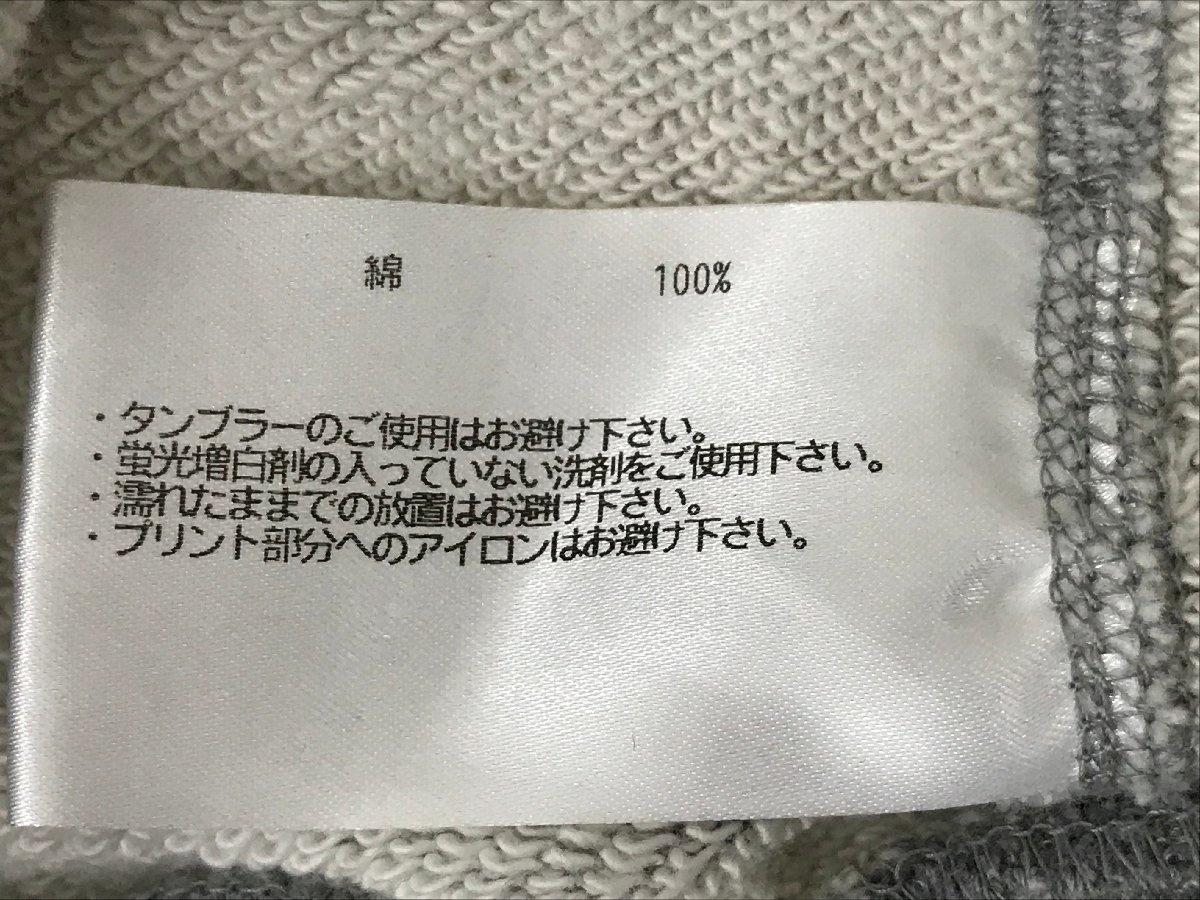 綿 100%
・タンブラーのご使用はお避け下さい。
・蛍光増白剤の入っていない洗剤をご使用下さい。
・濡れたままでの放置はお避け下さい。
・プリント部分へのアイロンはお避け下さい。